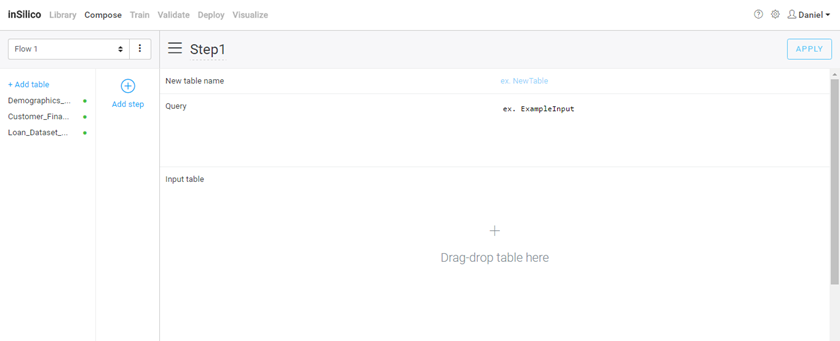 inSilico Library Compose Train Validate Deploy Visualize Daniel
Flow 1 Step1 APPLY
+ Add table
Demographics_...
Customer_Fina...
Loan_Dataset_...
Add step
New table name ex: NewTable
Query ex. ExampleInput
Input table
Drag-drop table here